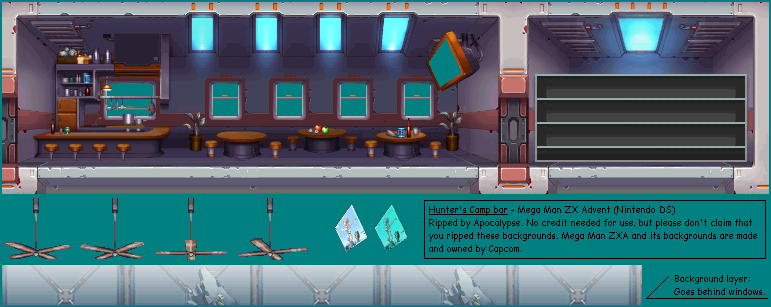 Hunter's Camp bar - Mega Man ZX Advent (Nintendo DS)
Ripped by Apocalypse. No credit needed for use, but please don't claim that
you ripped these backgrounds. Mega Man ZXA and its backgrounds are made
and owned by Capcom.
Background layer:
Goes behind windows.